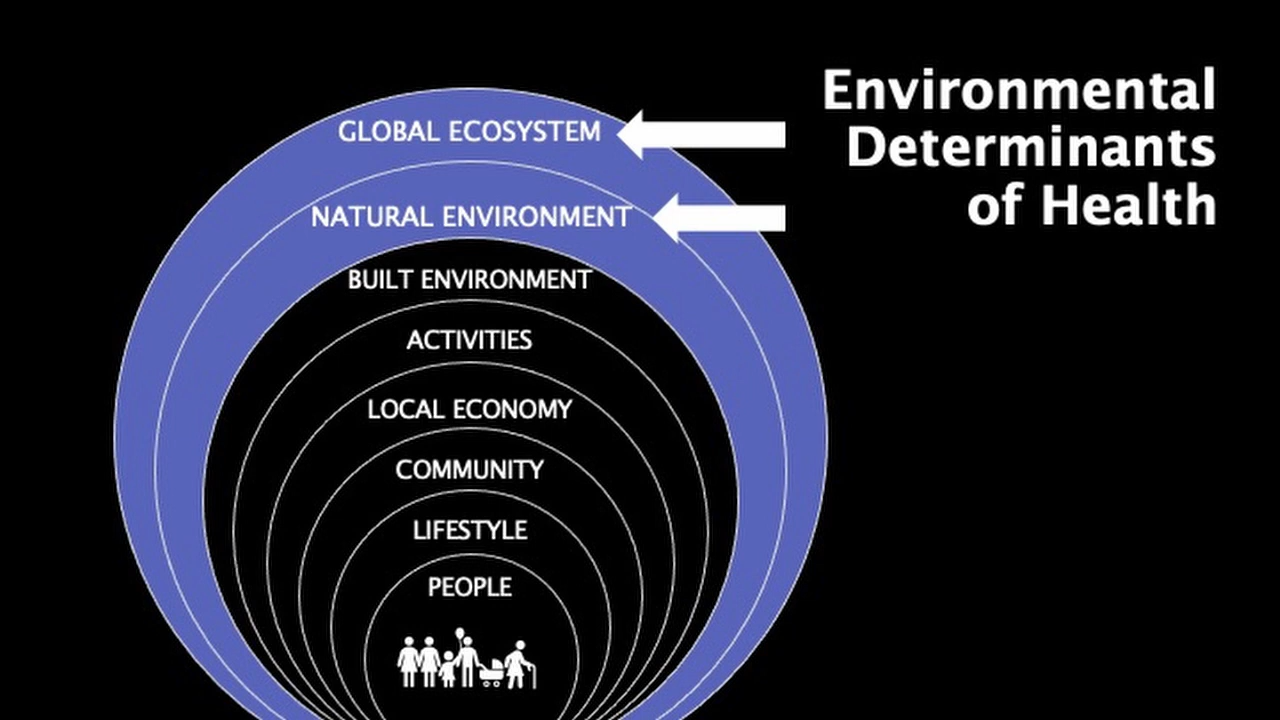 Environmental
Determinants
of Health
GLOBAL ECOSYSTEM
NATURAL ENVIRONMENT
BUILT ENVIRONMENT
ACTIVITIES
LOCAL ECONOMY
COMMUNITY
LIFESTYLE
PEOPLE